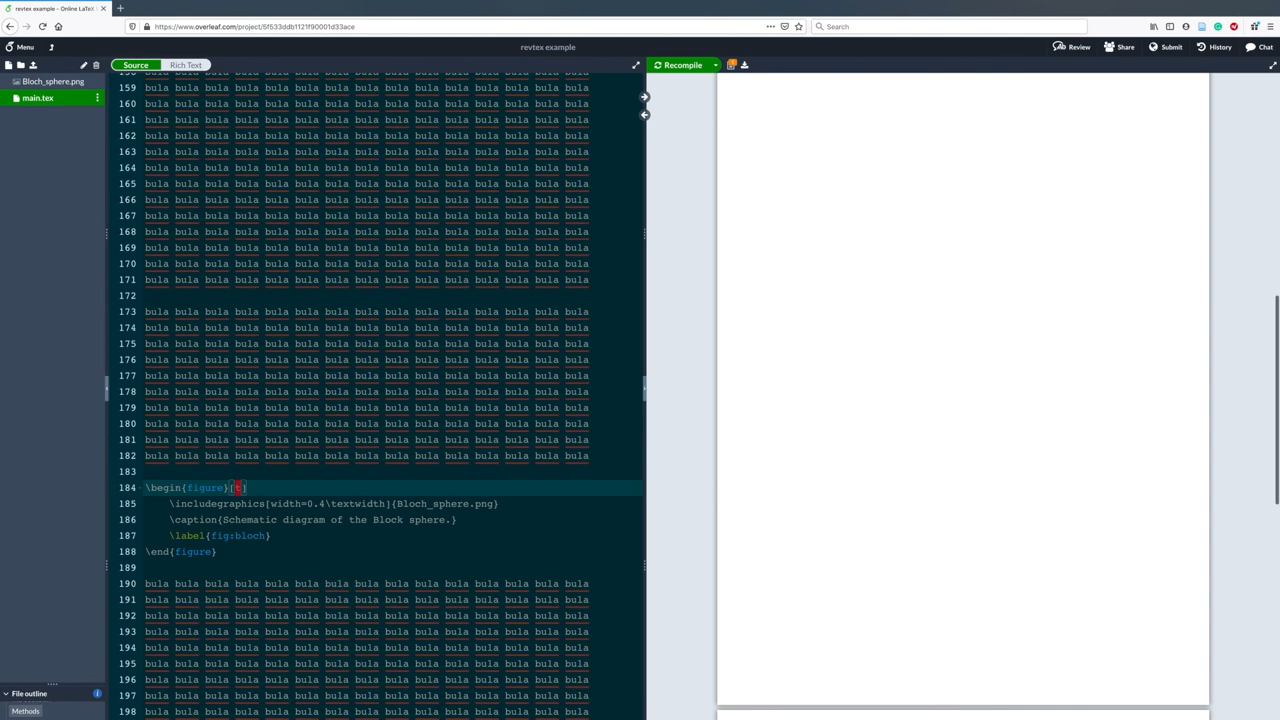 revtex example - Online LaTeX
https://www.overleaf.com/project/5f533ddb1121f90001d33ace
Search
Menu
revtex example
Review
Share
Submit
History
Chat
Source
Rich Text
Recompile
Bloch_sphere.png
main.tex
158 bula bula bula bula bula bula bula bula bula bula bula bula bula bula bula
159 bula bula bula bula bula bula bula bula bula bula bula bula bula bula bula
160 bula bula bula bula bula bula bula bula bula bula bula bula bula bula bula
161 bula bula bula bula bula bula bula bula bula bula bula bula bula bula bula
162 bula bula bula bula bula bula bula bula bula bula bula bula bula bula bula
163 bula bula bula bula bula bula bula bula bula bula bula bula bula bula bula
164 bula bula bula bula bula bula bula bula bula bula bula bula bula bula bula
165 bula bula bula bula bula bula bula bula bula bula bula bula bula bula bula
166 bula bula bula bula bula bula bula bula bula bula bula bula bula bula bula
167 bula bula bula bula bula bula bula bula bula bula bula bula bula bula bula
168 bula bula bula bula bula bula bula bula bula bula bula bula bula bula bula
169 bula bula bula bula bula bula bula bula bula bula bula bula bula bula bula
170 bula bula bula bula bula bula bula bula bula bula bula bula bula bula bula
171 bula bula bula bula bula bula bula bula bula bula bula bula bula bula bula
172
173 bula bula bula bula bula bula bula bula bula bula bula bula bula bula bula
174 bula bula bula bula bula bula bula bula bula bula bula bula bula bula bula
175 bula bula bula bula bula bula bula bula bula bula bula bula bula bula bula
176 bula bula bula bula bula bula bula bula bula bula bula bula bula bula bula
177 bula bula bula bula bula bula bula bula bula bula bula bula bula bula bula
178 bula bula bula bula bula bula bula bula bula bula bula bula bula bula bula
179 bula bula bula bula bula bula bula bula bula bula bula bula bula bula bula
180 bula bula bula bula bula bula bula bula bula bula bula bula bula bula bula
181 bula bula bula bula bula bula bula bula bula bula bula bula bula bula bula
182 bula bula bula bula bula bula bula bula bula bula bula bula bula bula bula
183
184 \begin{figure}[t]
185 \includegraphics[width=0.4\textwidth]{Bloch_sphere.png}
186 \caption{Schematic diagram of the Block sphere.}
187 \label{fig:bloch}
188 \end{figure}
189
190 bula bula bula bula bula bula bula bula bula bula bula bula bula bula bula
191 bula bula bula bula bula bula bula bula bula bula bula bula bula bula bula
192 bula bula bula bula bula bula bula bula bula bula bula bula bula bula bula
193 bula bula bula bula bula bula bula bula bula bula bula bula bula bula bula
194 bula bula bula bula bula bula bula bula bula bula bula bula bula bula bula
195 bula bula bula bula bula bula bula bula bula bula bula bula bula bula bula
196 bula bula bula bula bula bula bula bula bula bula bula bula bula bula bula
197 bula bula bula bula bula bula bula bula bula bula bula bula bula bula bula
198 bula bula bula bula bula bula bula bula bula bula bula bula bula bula bula
File outline
Methods